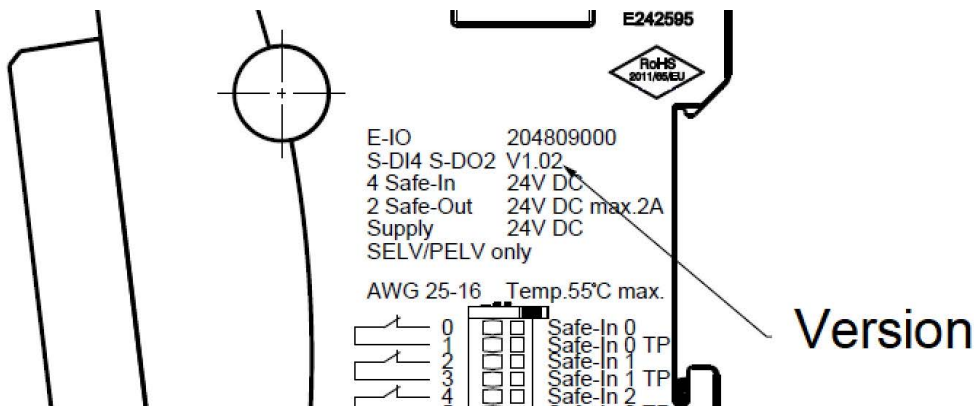 E242595
RoHS
2011/65/EU
E-IO 204809000
S-DI4 S-DO2 V1.02
4 Safe-In 24V DC
2 Safe-Out 24V DC max.2A
Supply 24V DC
SELV/PELV only
AWG 25-16 Temp.55°C max.
Version
0 Safe-In 0
1 Safe-In 0 TP
2 Safe-In 1
3 Safe-In 1 TP
4 Safe-In 2